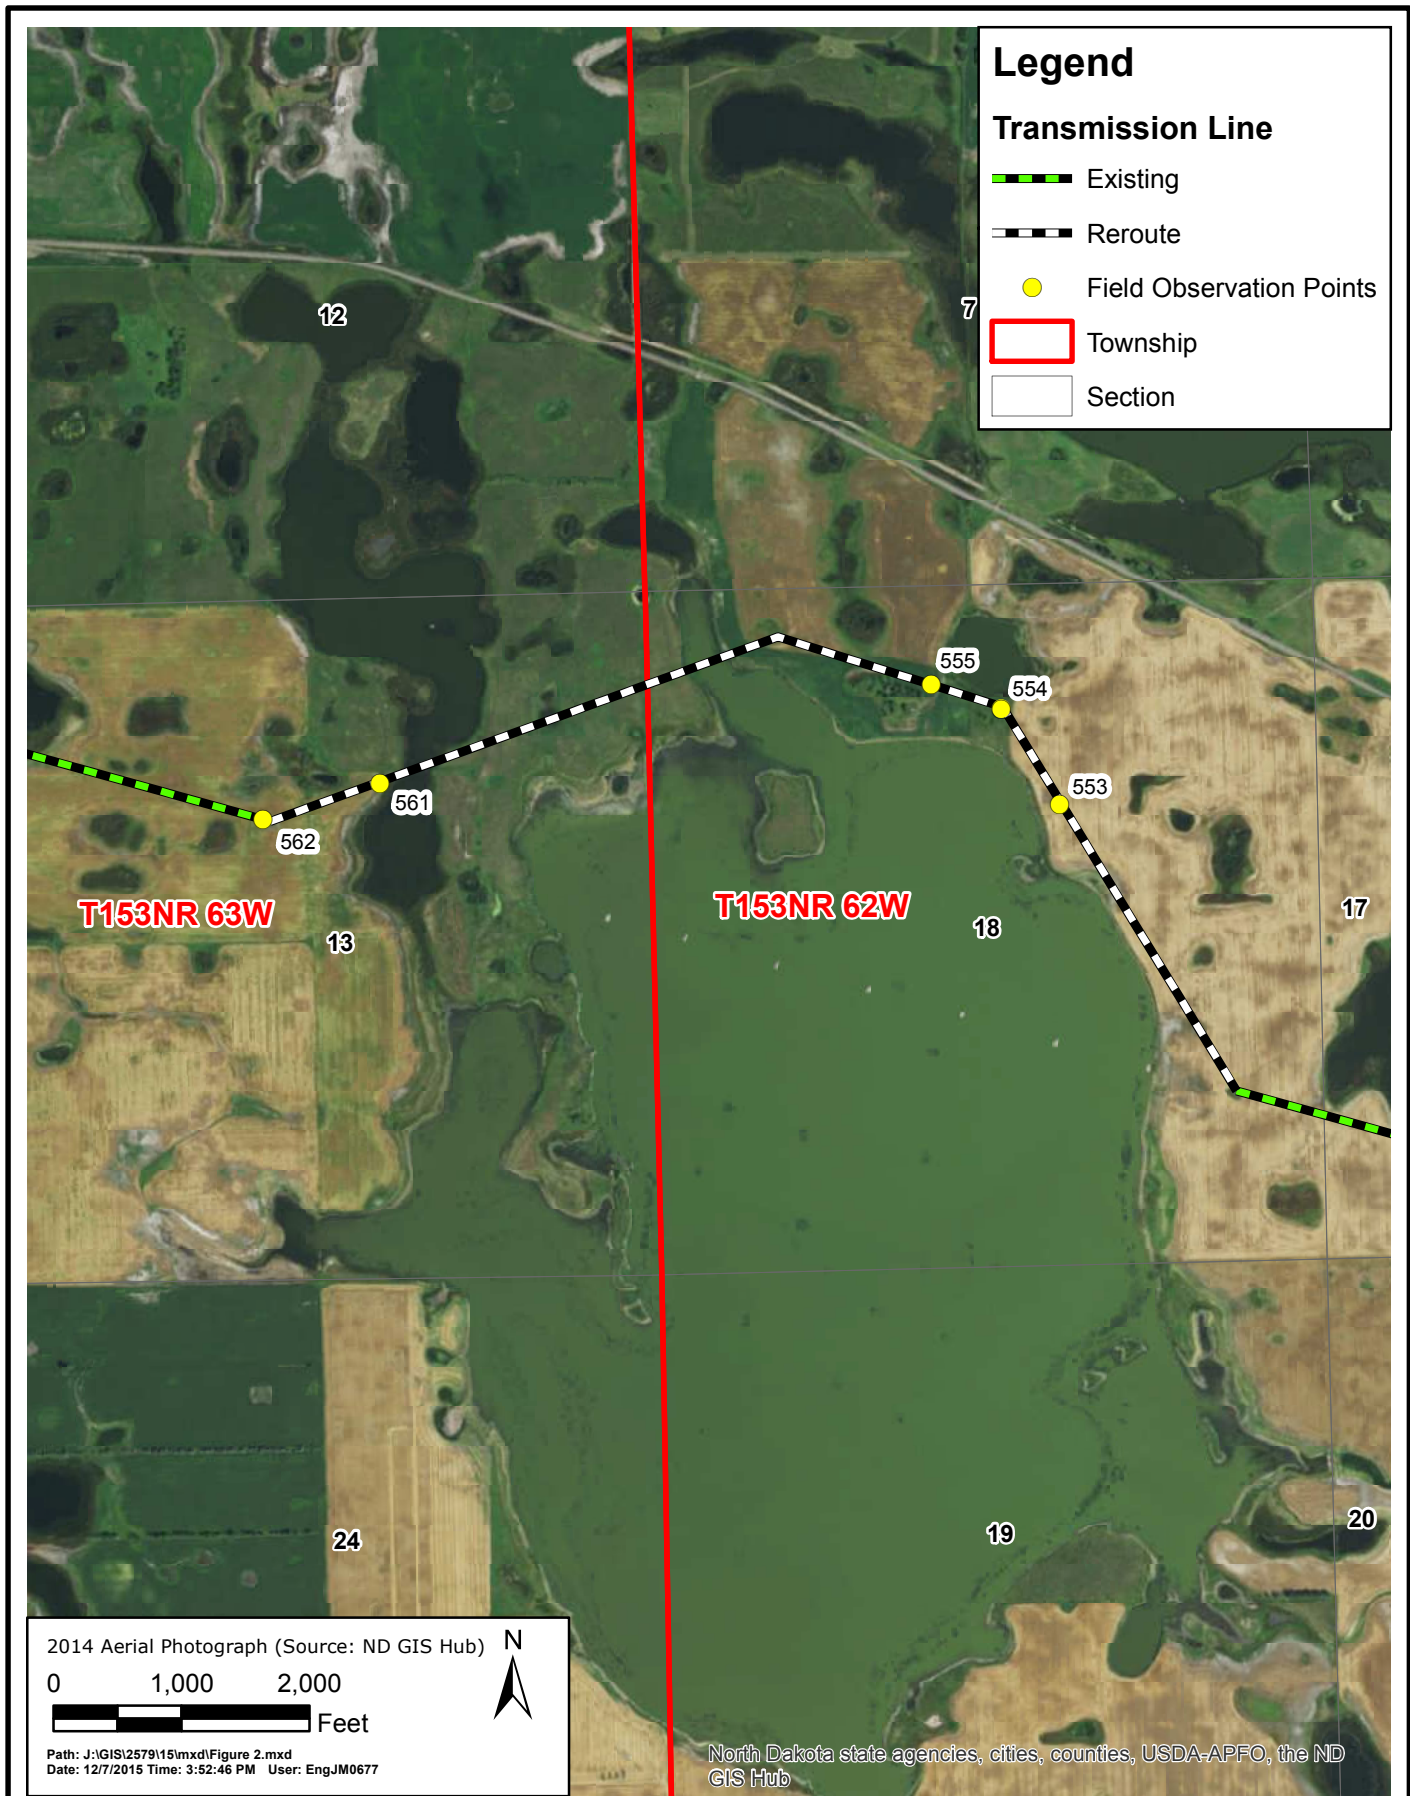 Legend
Transmission Line
Existing
Reroute
Field Observation Points
Township
Section
12
7
555
554
553
561
562
T153NR 63W
T153NR 62W
13
18
17
24
19
20
2014 Aerial Photograph (Source: ND GIS Hub)
N
0 1,000 2,000
Feet
Path: J:\GIS\2579\15\mxd\Figure 2.mxd
Date: 12/7/2015 Time: 3:52:46 PM User: EngJM0677
North Dakota state agencies, cities, counties, USDA-APFO, the ND
GIS Hub